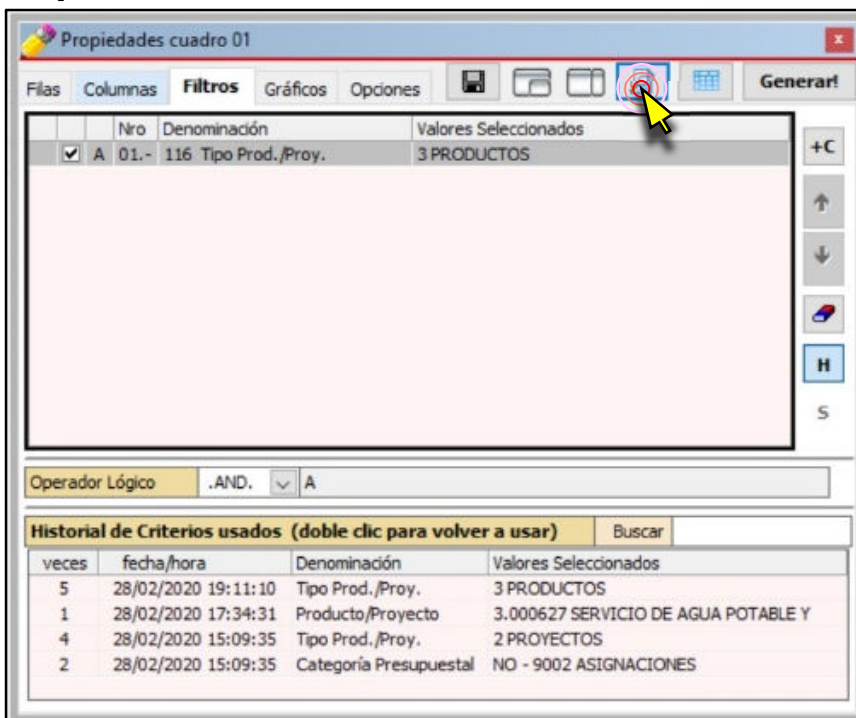 Propiedades cuadro 01
x
Filas Columnas Filtros Gráficos Opciones Generar!
Nro Denominación Valores Seleccionados
A 01.- 116 Tipo Prod./Proy. 3 PRODUCTOS
+C
H
S
Operador Lógico .AND. A
Historial de Criterios usados (doble clic para volver a usar) Buscar
veces fecha/hora Denominación Valores Seleccionados
5 28/02/2020 19:11:10 Tipo Prod./Proy. 3 PRODUCTOS
1 28/02/2020 17:34:31 Producto/Proyecto 3.000627 SERVICIO DE AGUA POTABLE Y
4 28/02/2020 15:09:35 Tipo Prod./Proy. 2 PROYECTOS
2 28/02/2020 15:09:35 Categoría Presupuestal NO - 9002 ASIGNACIONES